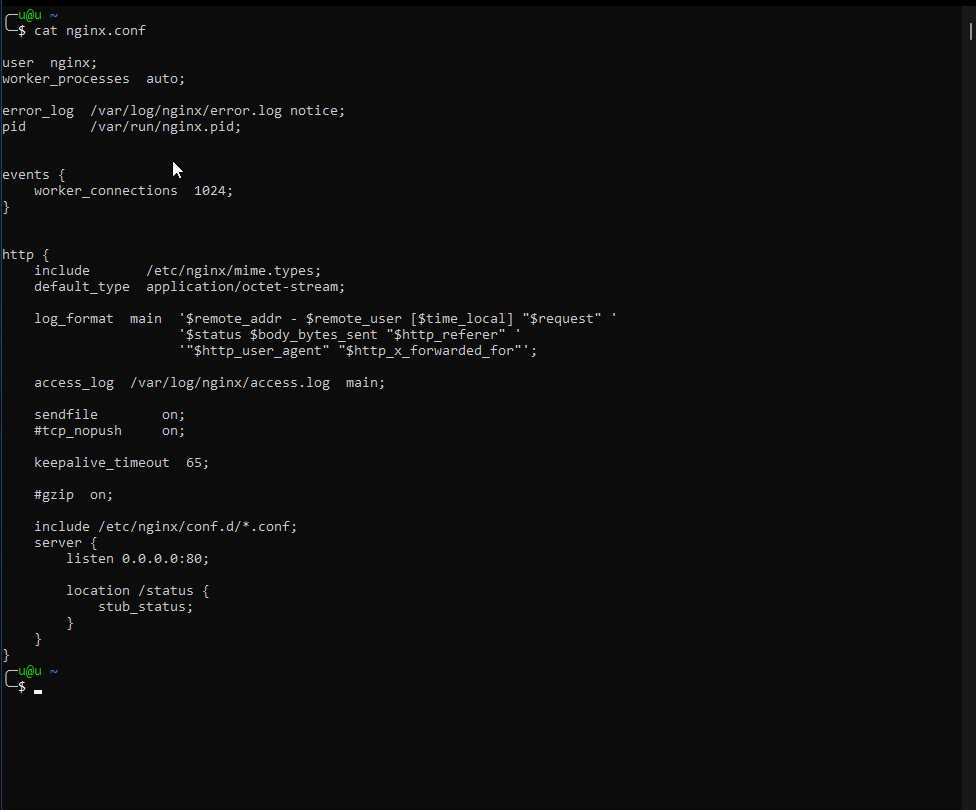 u@u ~
$ cat nginx.conf
user  nginx;
worker_processes  auto;
error_log  /var/log/nginx/error.log notice;
pid        /var/run/nginx.pid;
events {
    worker_connections  1024;
}
http {
    include       /etc/nginx/mime.types;
    default_type  application/octet-stream;
    log_format  main  '$remote_addr - $remote_user [$time_local] "$request" '
                      '$status $body_bytes_sent "$http_referer" '
                      '"$http_user_agent" "$http_x_forwarded_for"';
    access_log  /var/log/nginx/access.log  main;
    sendfile        on;
    #tcp_nopush     on;
    keepalive_timeout  65;
    #gzip  on;
    include /etc/nginx/conf.d/*.conf;
    server {
        listen 0.0.0.0:80;
        location /status {
            stub_status;
        }
    }
}
u@u ~
$